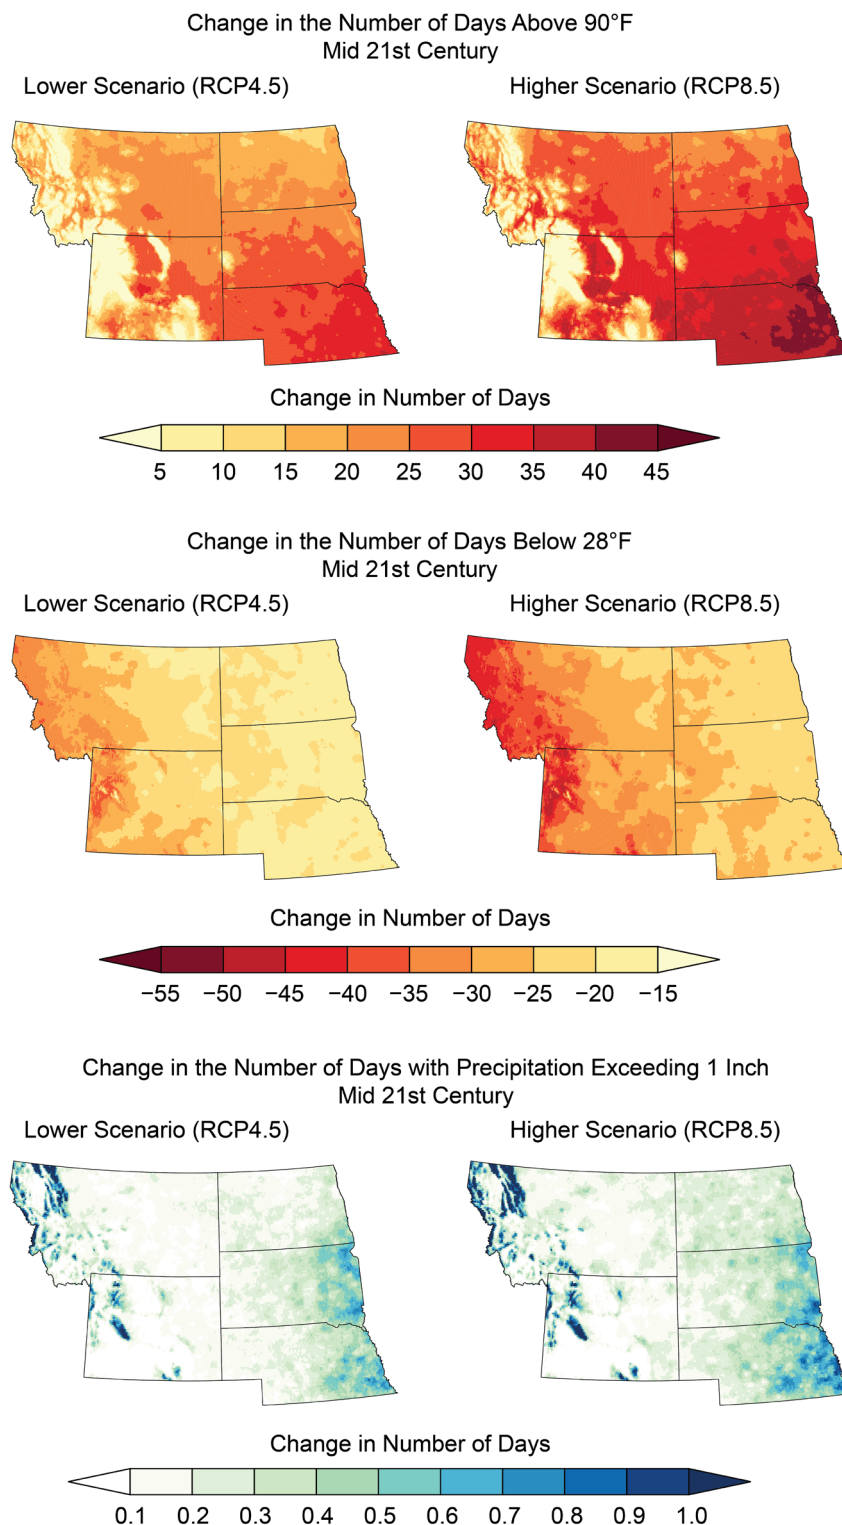 Change in the Number of Days Above 90°F
Mid 21st Century
Lower Scenario (RCP4.5)
Higher Scenario (RCP8.5)
Change in Number of Days
5 10 15 20 25 30 35 40 45
Change in the Number of Days Below 28°F
Mid 21st Century
Lower Scenario (RCP4.5)
Higher Scenario (RCP8.5)
Change in Number of Days
−55 −50 −45 −40 −35 −30 −25 −20 −15
Change in the Number of Days with Precipitation Exceeding 1 Inch
Mid 21st Century
Lower Scenario (RCP4.5)
Higher Scenario (RCP8.5)
Change in Number of Days
0.1 0.2 0.3 0.4 0.5 0.6 0.7 0.8 0.9 1.0